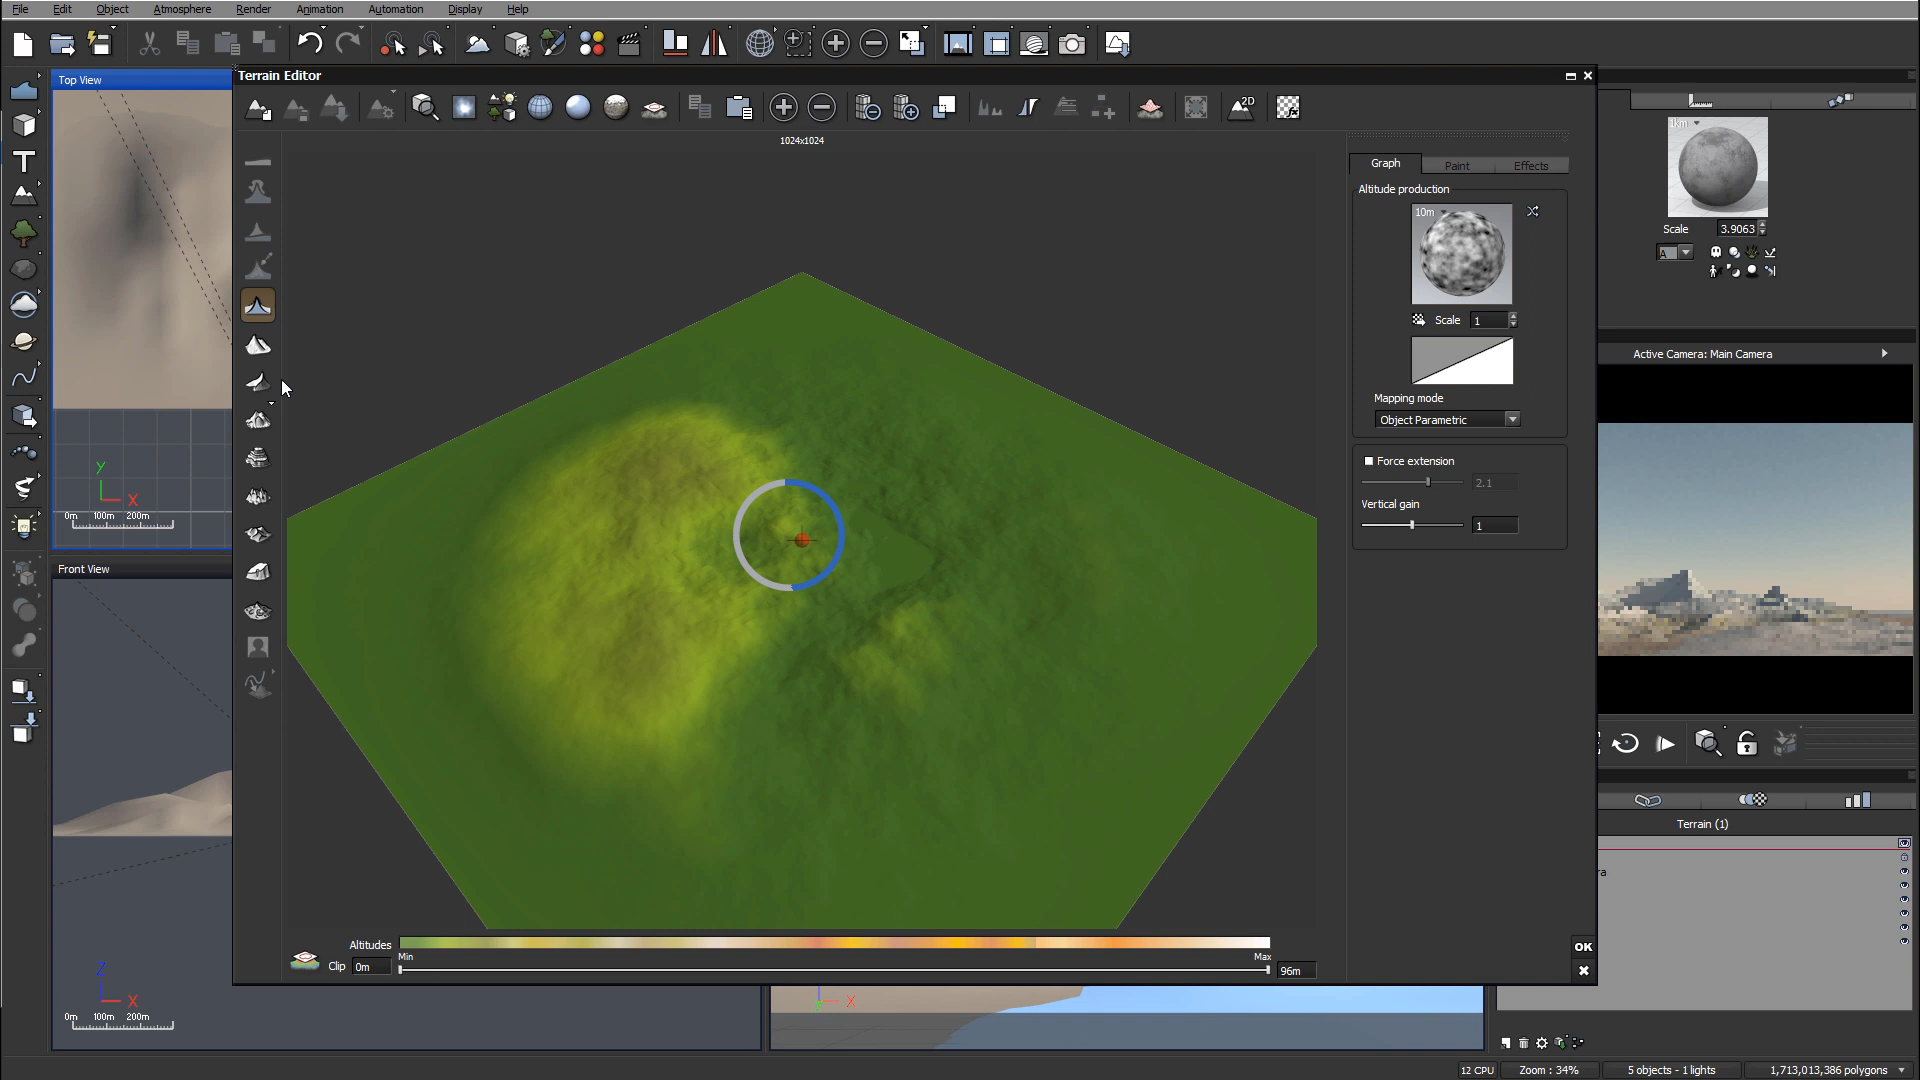 File Edit Object Atmosphere Render Animation Automation Display Help
Top View
Terrain Editor
2D
1024x1024
Graph Paint Effects
Altitude production
10m
Scale 1
Mapping mode
Object Parametric
Force extension
2.1
Vertical gain
1
1km
Scale 3.9063
A
Active Camera: Main Camera
Y
X
0m 100m 200m
Front View
Z
X
0m 100m 200m
Altitudes
Min Max
Clip 0m 96m
OK
X
Terrain (1)
ra
12 CPU Zoom : 34% 5 objects - 1 lights 1,713,013,386 polygons